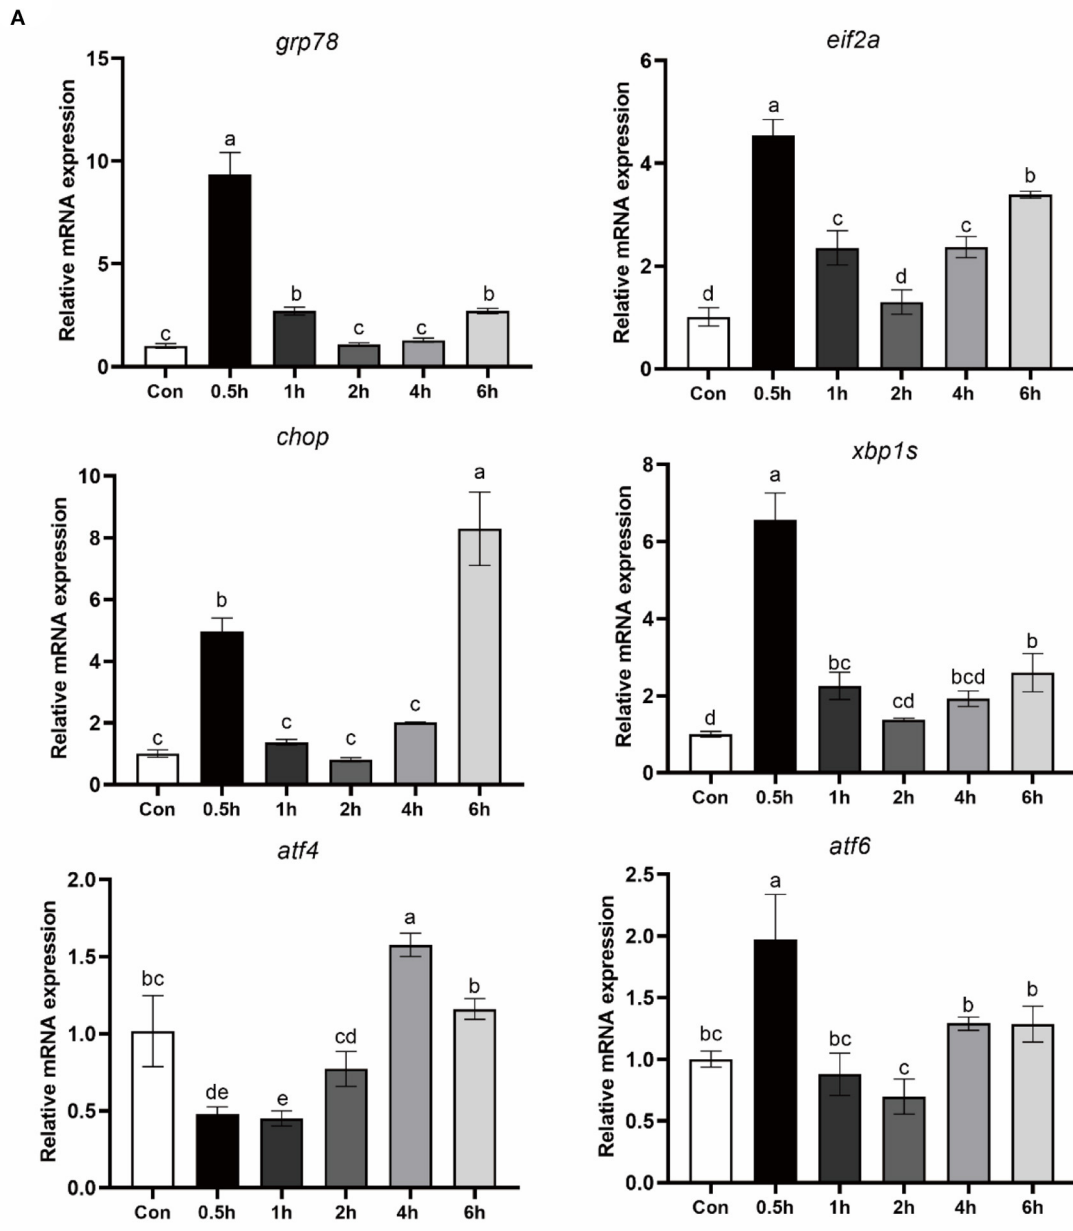 A
grp78
Relative mRNA expression
15
10
5
0
c
a
b
c
c
b
Con 0.5h 1h 2h 4h 6h
eif2a
Relative mRNA expression
6
4
2
0
d
a
c
d
c
b
Con 0.5h 1h 2h 4h 6h
chop
Relative mRNA expression
10
8
6
4
2
0
c
b
c
c
c
a
Con 0.5h 1h 2h 4h 6h
xbp1s
Relative mRNA expression
8
6
4
2
0
d
a
bc
cd
bcd
b
Con 0.5h 1h 2h 4h 6h
atf4
Relative mRNA expression
2.0
1.5
1.0
0.5
0.0
bc
de
e
cd
a
b
Con 0.5h 1h 2h 4h 6h
atf6
Relative mRNA expression
2.5
2.0
1.5
1.0
0.5
0.0
bc
a
bc
c
b
b
Con 0.5h 1h 2h 4h 6h